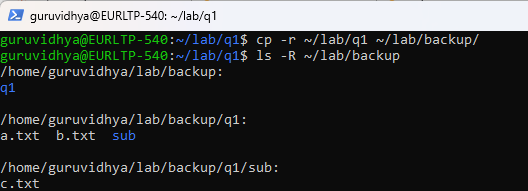 guruvidhya@EURLTP-540: ~/lab/q1
guruvidhya@EURLTP-540:~/lab/q1$ cp -r ~/lab/q1 ~/lab/backup/
guruvidhya@EURLTP-540:~/lab/q1$ ls -R ~/lab/backup
/home/guruvidhya/lab/backup:
q1
/home/guruvidhya/lab/backup/q1:
a.txt  b.txt  sub
/home/guruvidhya/lab/backup/q1/sub:
c.txt